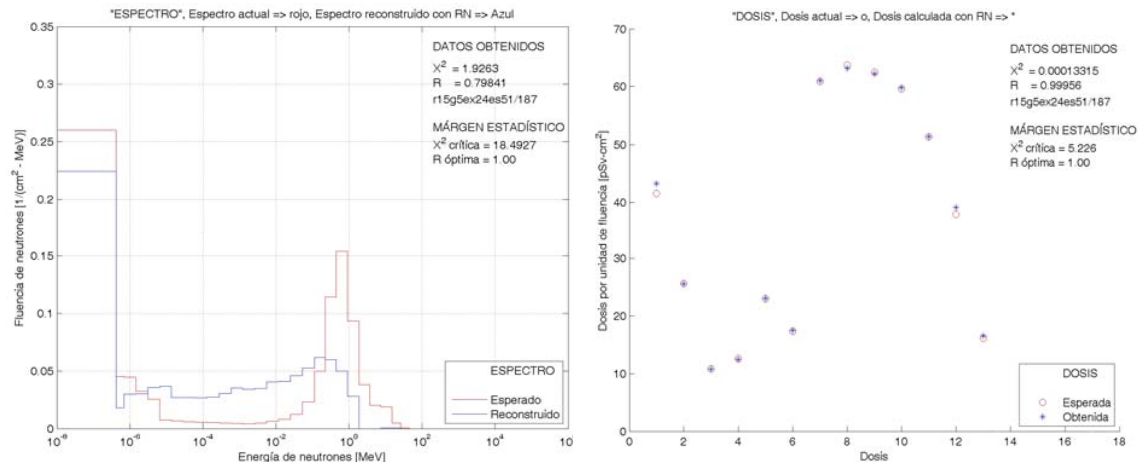 "ESPECTRO", Espectro actual => rojo, Espectro reconstruido con RN => Azul
DATOS OBTENIDOS
X² = 1.9263
R = 0.79841
r15g5ex24es51/187
MÁRGEN ESTADÍSTICO
X² crítica = 18.4927
R óptima = 1.00
Fluencia de neutrones [1/(cm² - MeV)]
0.35
0.3
0.25
0.2
0.15
0.1
0.05
0
ESPECTRO
Esperado
Reconstruído
10⁻⁸ 10⁻⁶ 10⁻⁴ 10⁻² 10⁰ 10² 10⁴ 10
Energía de neutrones [MeV]
"DOSIS", Dosis actual => o, Dosis calculada con RN => *
DATOS OBTENIDOS
X² = 0.00013315
R = 0.99956
r15g5ex24es51/187
MÁRGEN ESTADÍSTICO
X² crítica = 5.226
R óptima = 1.00
Dosis por unidad de fluencia [pSv-cm²]
70
60
50
40
30
20
10
0
DOSIS
Esperada
Obtenida
0 2 4 6 8 10 12 14 16 18
Dosis